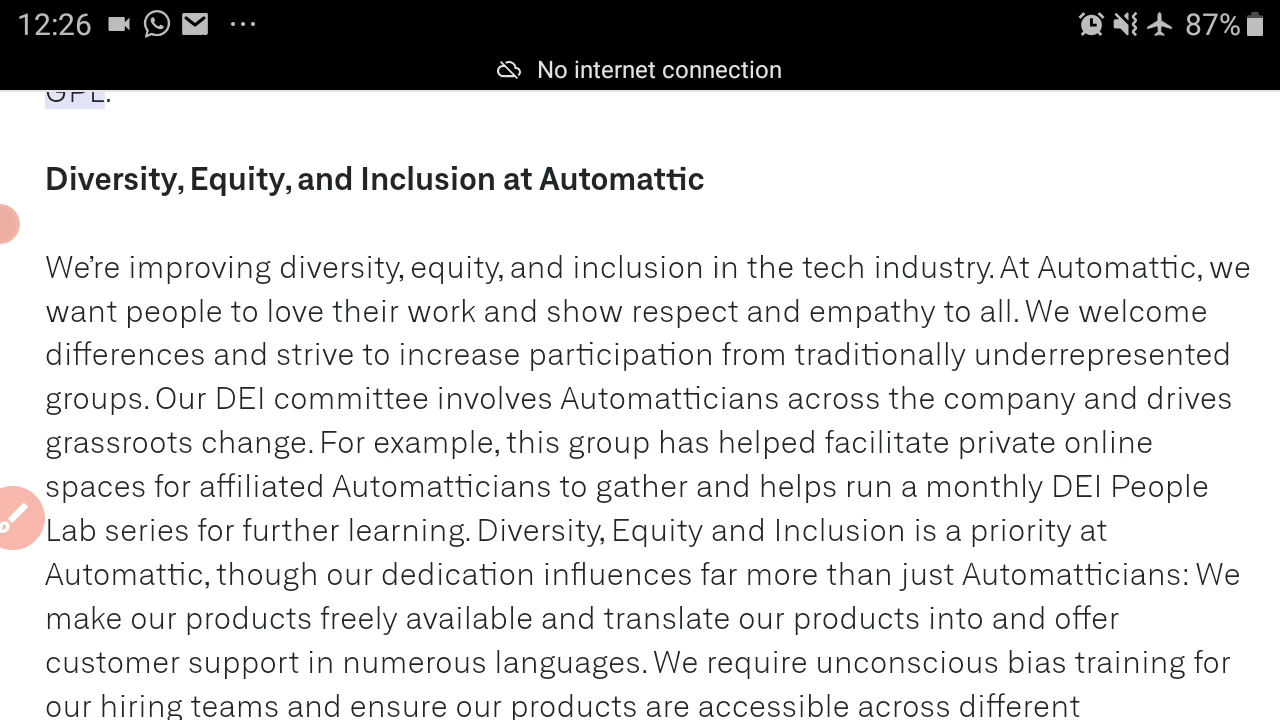 12:26 ... 87%
No internet connection
GPL.
Diversity, Equity, and Inclusion at Automattic
We’re improving diversity, equity, and inclusion in the tech industry. At Automattic, we
want people to love their work and show respect and empathy to all. We welcome
differences and strive to increase participation from traditionally underrepresented
groups. Our DEI committee involves Automatticians across the company and drives
grassroots change. For example, this group has helped facilitate private online
spaces for affiliated Automatticians to gather and helps run a monthly DEI People
Lab series for further learning. Diversity, Equity and Inclusion is a priority at
Automattic, though our dedication influences far more than just Automatticians: We
make our products freely available and translate our products into and offer
customer support in numerous languages. We require unconscious bias training for
our hiring teams and ensure our products are accessible across different